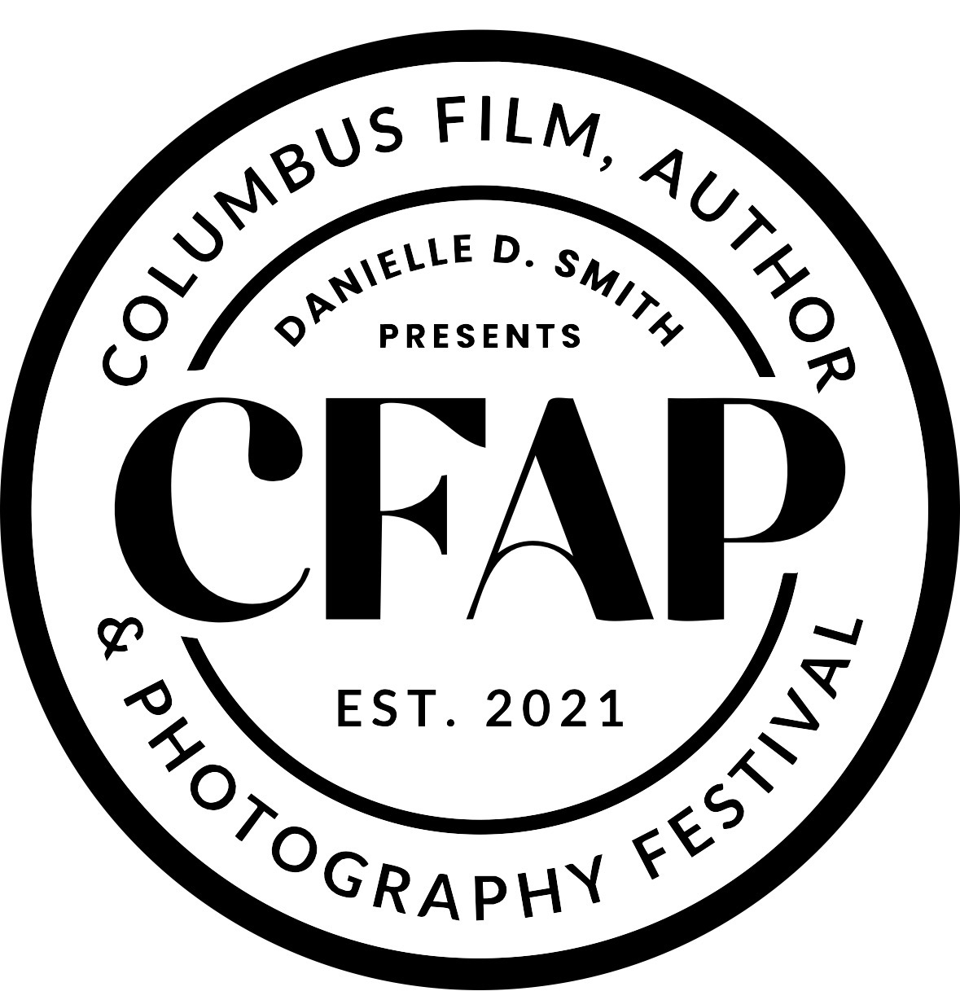 COLUMBUS FILM, AUTHOR
DANIELLE D. SMITH
PRESENTS
CFAP
EST. 2021
& PHOTOGRAPHY FESTIVAL